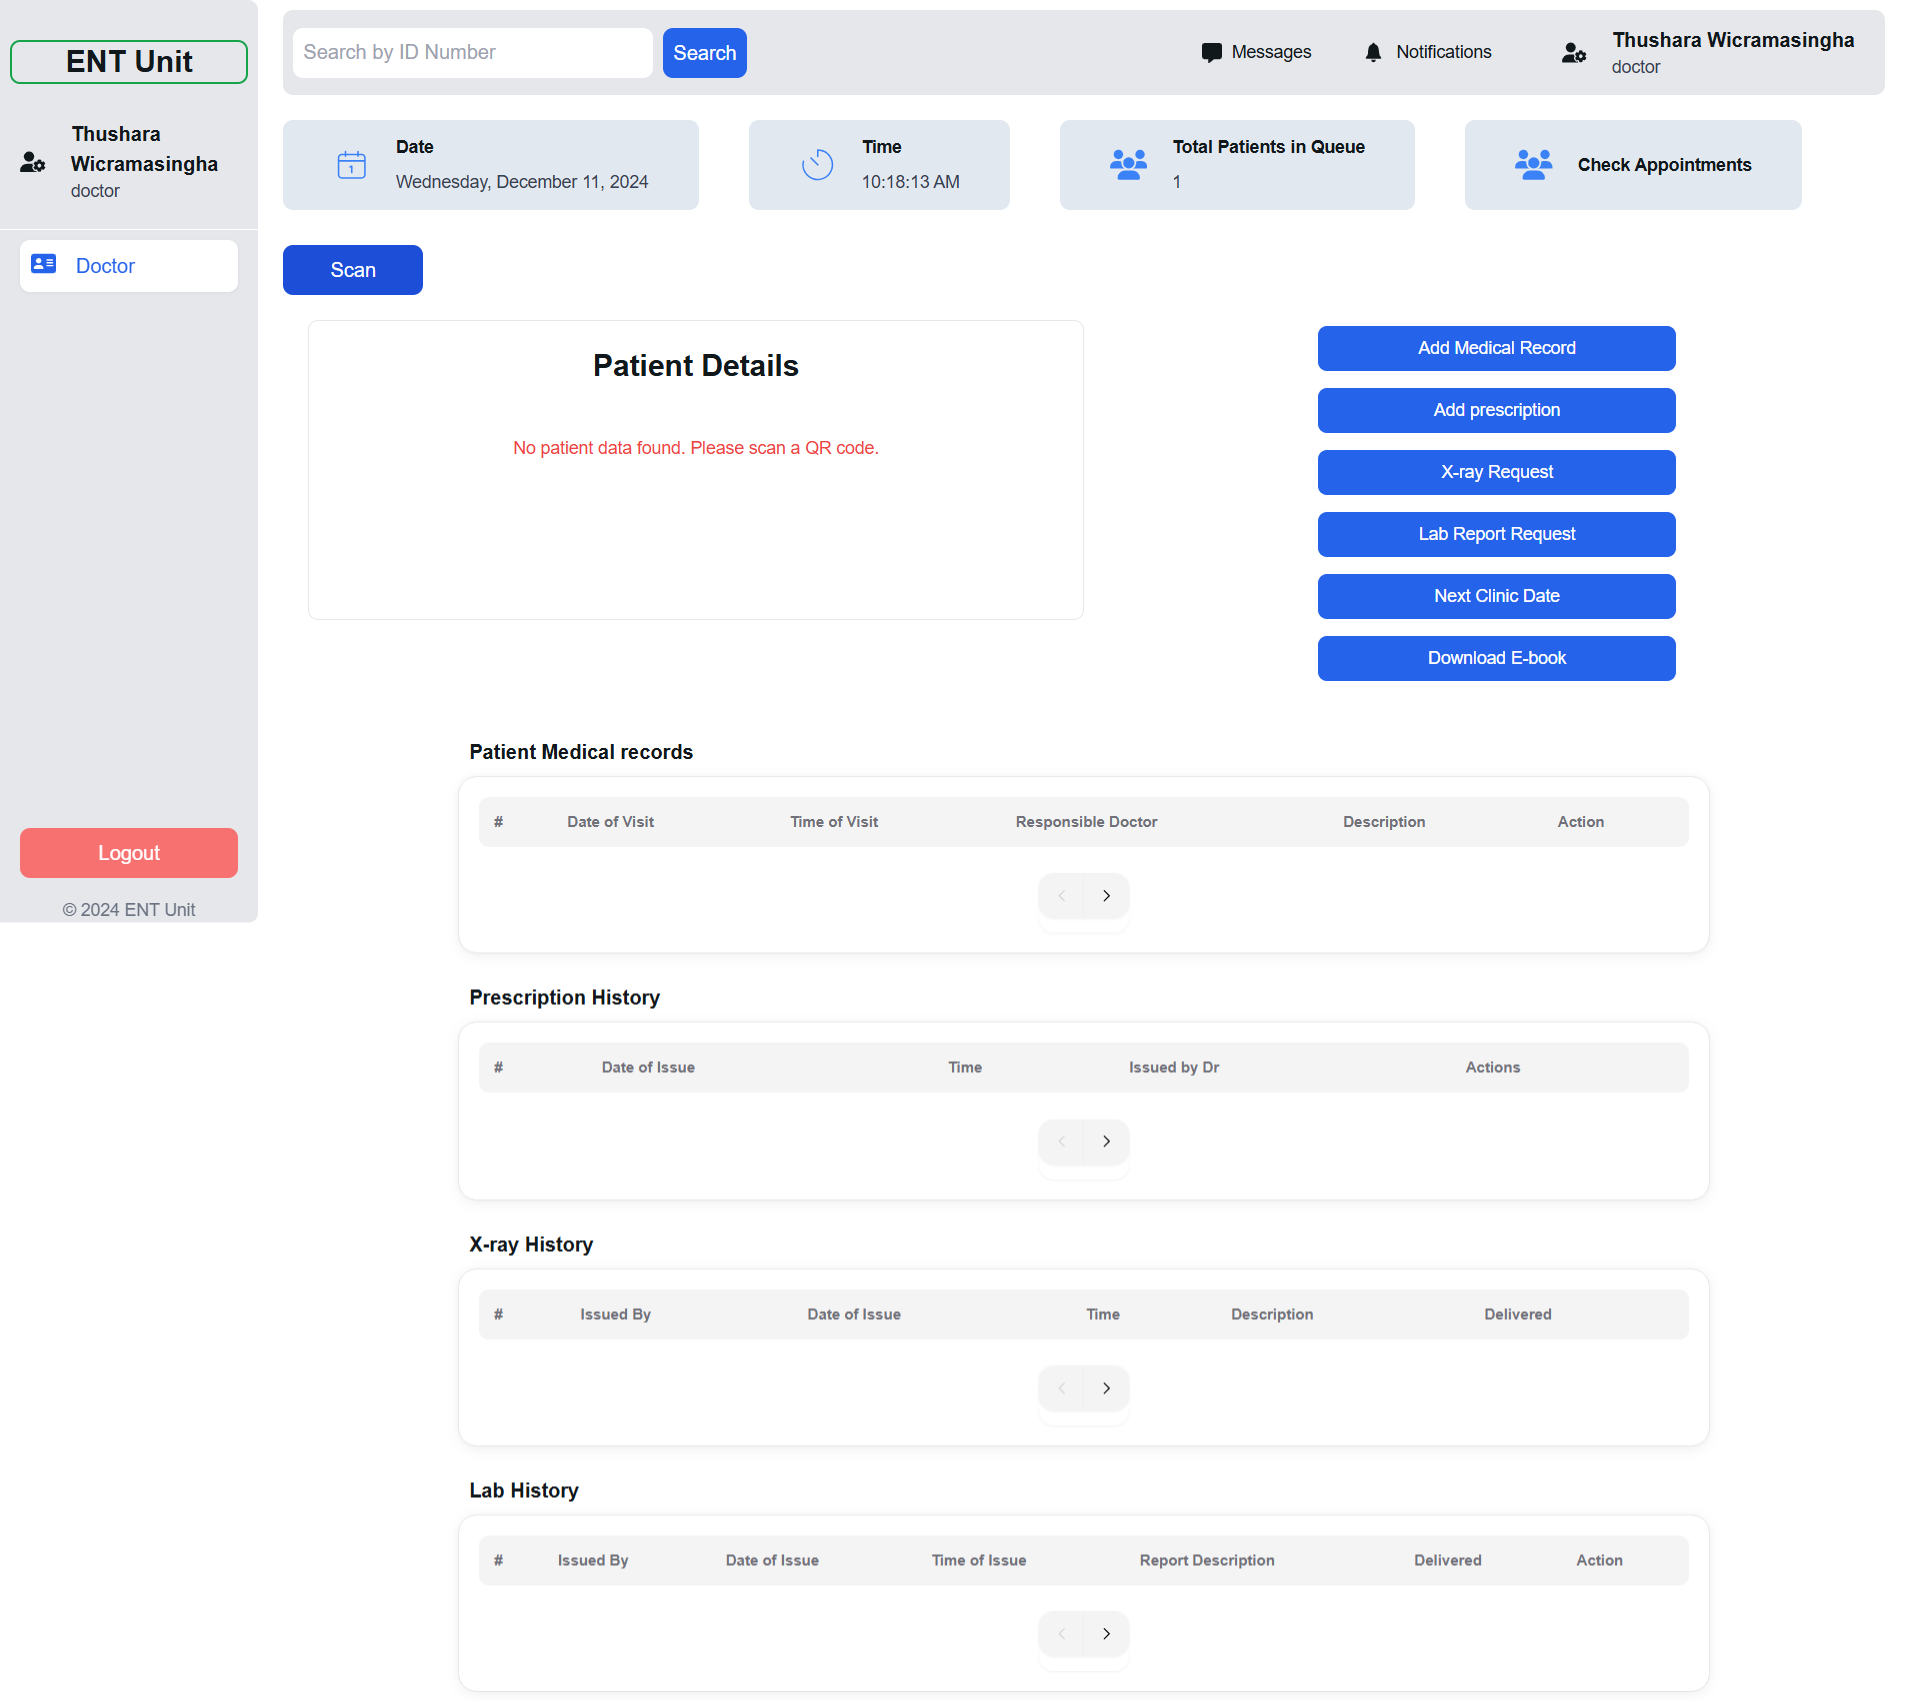 ENT Unit
Thushara
Wicramasingha
doctor
Doctor
Logout
© 2024 ENT Unit
Search by ID Number
Search
Messages
Notifications
Thushara Wicramasingha
doctor
Date
Wednesday, December 11, 2024
Time
10:18:13 AM
Total Patients in Queue
1
Check Appointments
Scan
Patient Details
No patient data found. Please scan a QR code.
Add Medical Record
Add prescription
X-ray Request
Lab Report Request
Next Clinic Date
Download E-book
Patient Medical records
# Date of Visit Time of Visit Responsible Doctor Description Action
Prescription History
# Date of Issue Time Issued by Dr Actions
X-ray History
# Issued By Date of Issue Time Description Delivered
Lab History
# Issued By Date of Issue Time of Issue Report Description Delivered Action